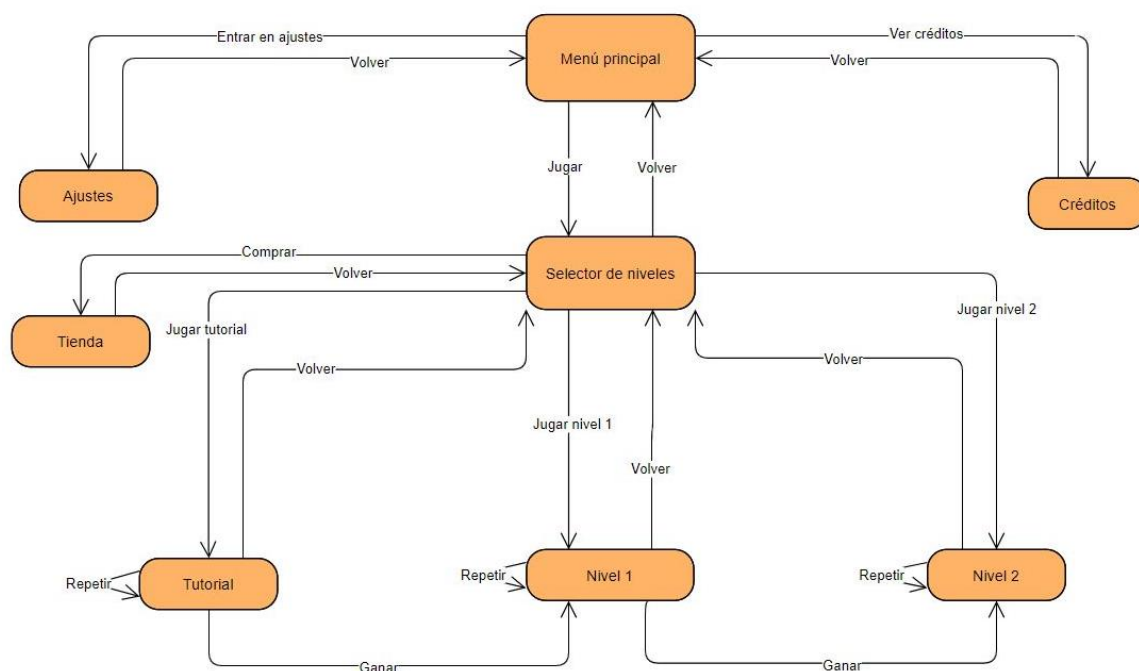 Entrar en ajustes
Ver créditos
Menú principal
Volver
Volver
Jugar
Volver
Ajustes
Créditos
Comprar
Volver
Selector de niveles
Jugar tutorial
Jugar nivel 2
Tienda
Volver
Volver
Jugar nivel 1
Volver
Repetir
Tutorial
Repetir
Nivel 1
Repetir
Nivel 2
Ganar
Ganar